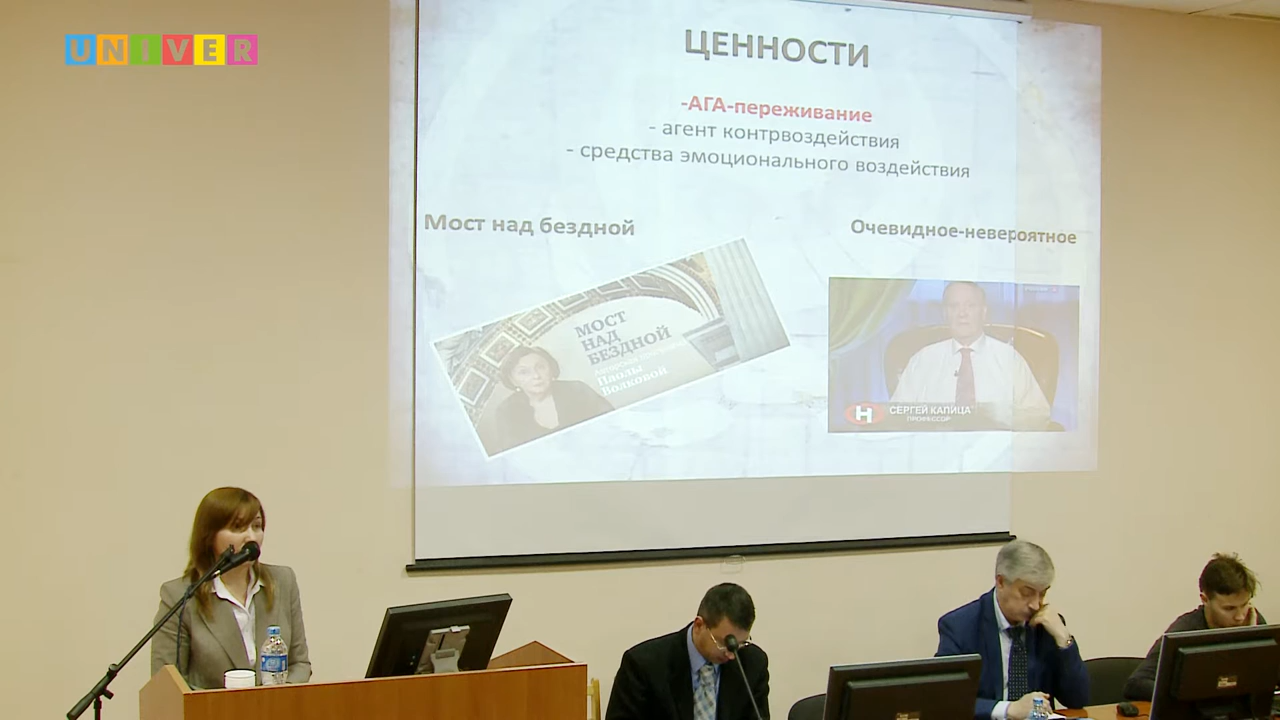 UNIVER
ЦЕННОСТИ
-АГА-переживание
- агент контрвоздействия
- средства эмоционального воздействия
Мост над бездной
Очевидное-невероятное
МОСТ
НАД
БЕЗДНОЙ
Паолы
Волковой
Н
СЕРГЕЙ КАПИЦА
ПРОФЕССОР